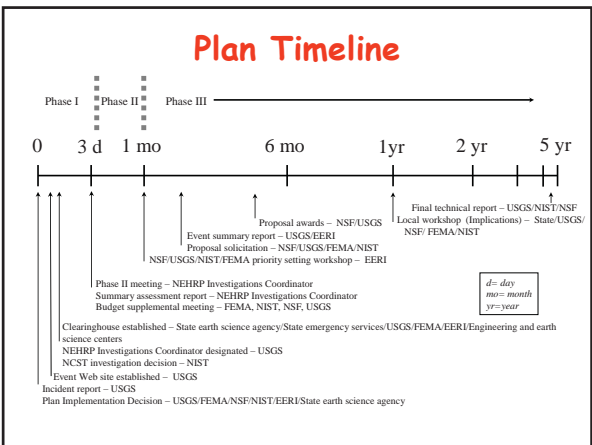 Plan Timeline
Phase I
Phase II
Phase III
0
3 d
1 mo
6 mo
1yr
2 yr
5 yr
Final technical report – USGS/NIST/NSF
Local workshop (Implications) – State/USGS/
NSF/ FEMA/NIST
Proposal awards – NSF/USGS
Event summary report – USGS/EERI
Proposal solicitation – NSF/USGS/FEMA/NIST
NSF/USGS/NIST/FEMA priority setting workshop – EERI
Phase II meeting – NEHRP Investigations Coordinator
Summary assessment report – NEHRP Investigations Coordinator
Budget supplemental meeting – FEMA, NIST, NSF, USGS
d= day
mo= month
yr=year
Clearinghouse established – State earth science agency/State emergency services/USGS/FEMA/EERI/Engineering and earth
science centers
NEHRP Investigations Coordinator designated – USGS
NCST investigation decision – NIST
Event Web site established – USGS
Incident report – USGS
Plan Implementation Decision – USGS/FEMA/NSF/NIST/EERI/State earth science agency